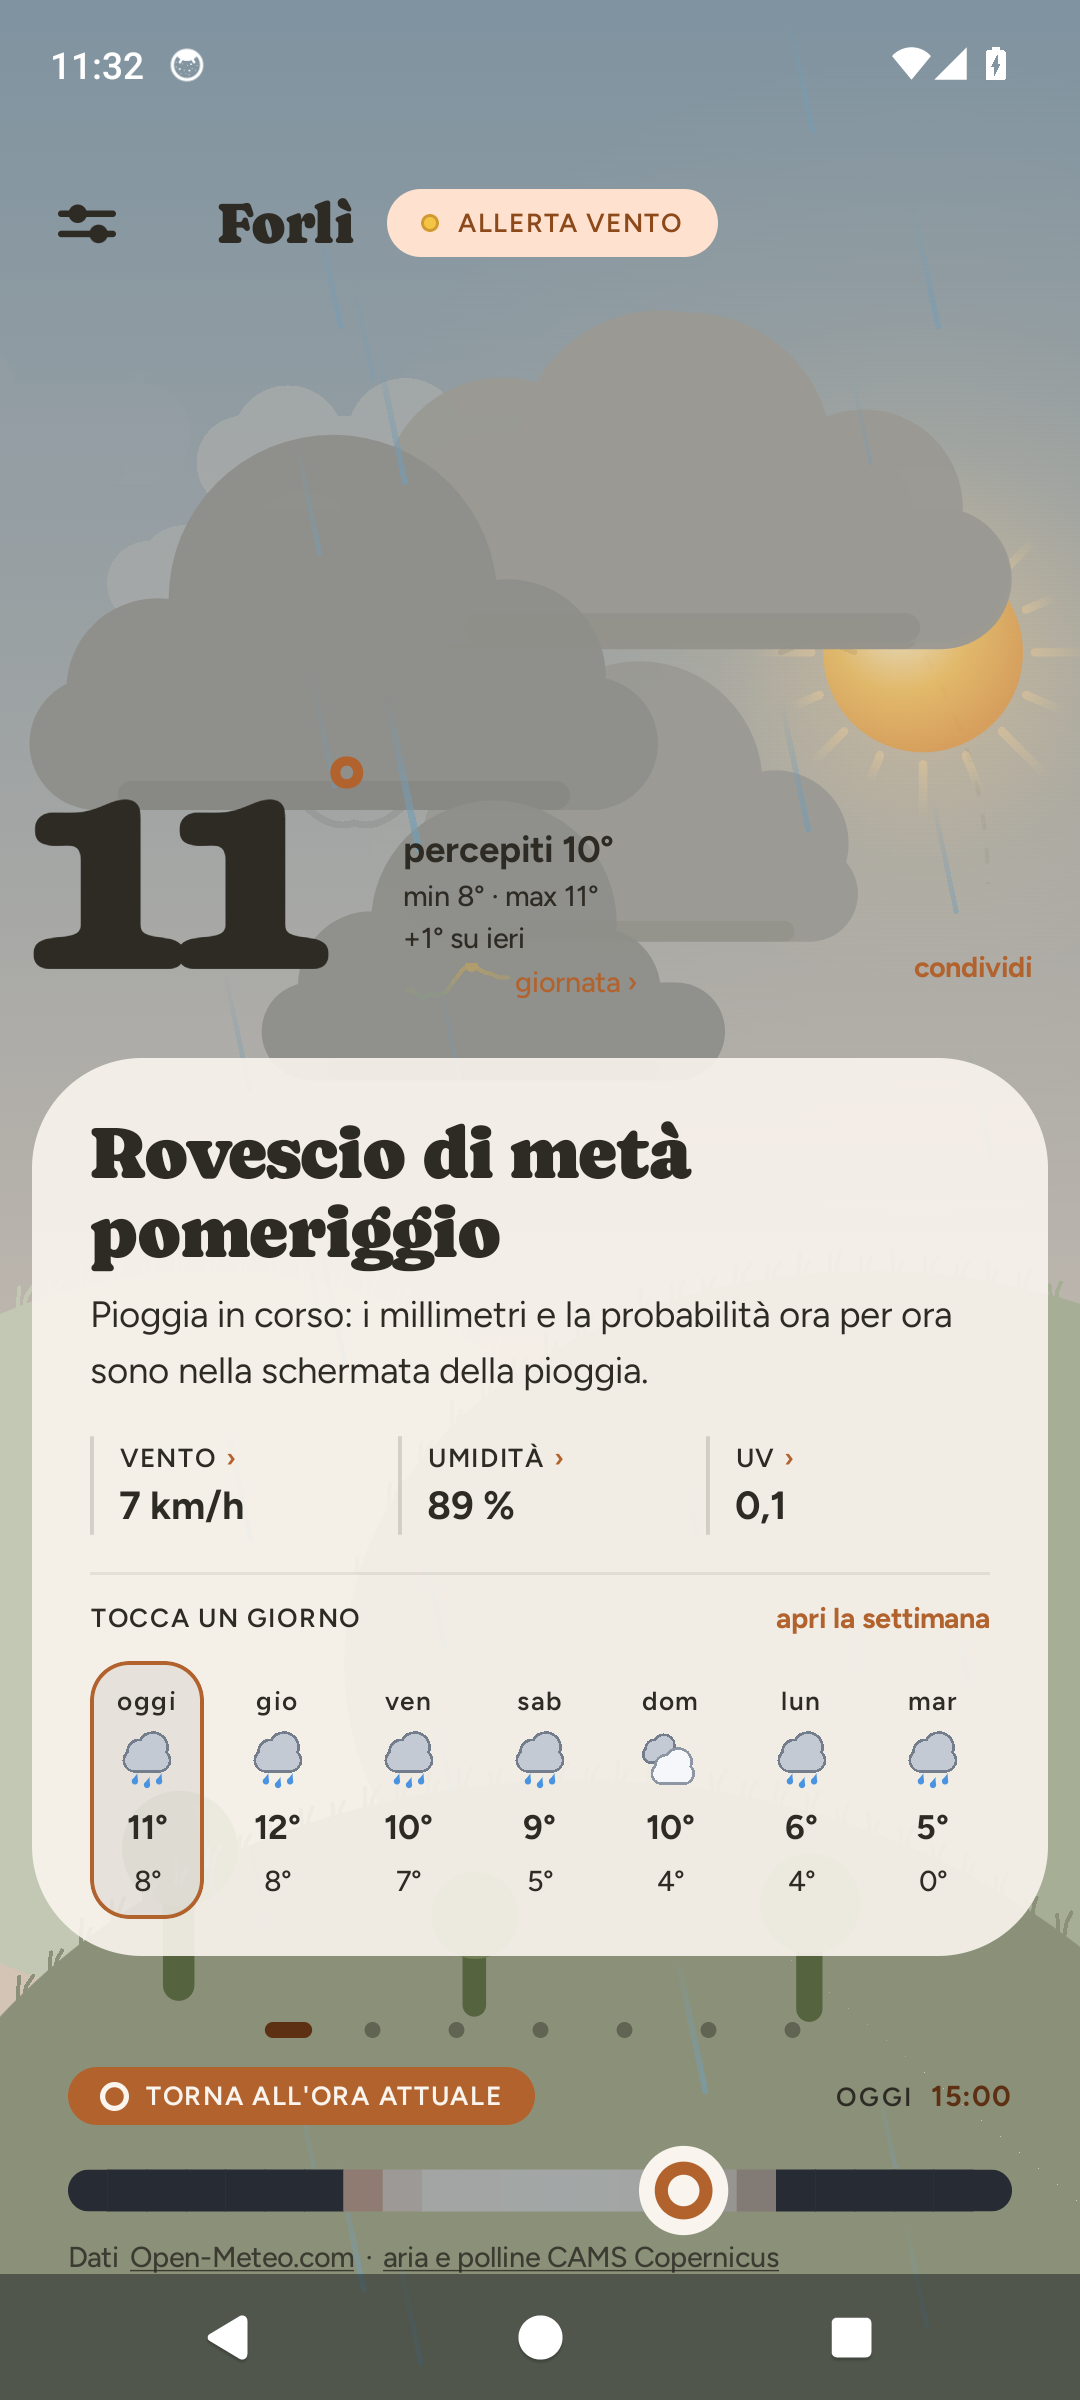 11:32
Forlì
ALLERTA VENTO
11°
percepiti 10°
min 8° · max 11°
+1° su ieri
giornata ›
condividi
Rovescio di metà
pomeriggio
Pioggia in corso: i millimetri e la probabilità ora per ora
sono nella schermata della pioggia.
VENTO › UMIDITÀ › UV ›
7 km/h 89 % 0,1
TOCCA UN GIORNO apri la settimana
oggi gio ven sab dom lun mar
11° 12° 10° 9° 10° 6° 5°
8° 8° 7° 5° 4° 4° 0°
TORNA ALL'ORA ATTUALE OGGI 15:00
Dati Open-Meteo.com · aria e polline CAMS Copernicus